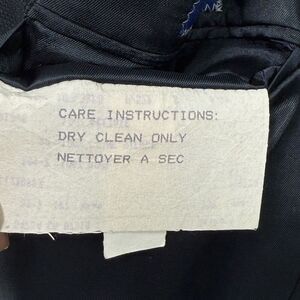 CARE INSTRUCTIONS:
DRY CLEAN ONLY
NETTOYER A SEC